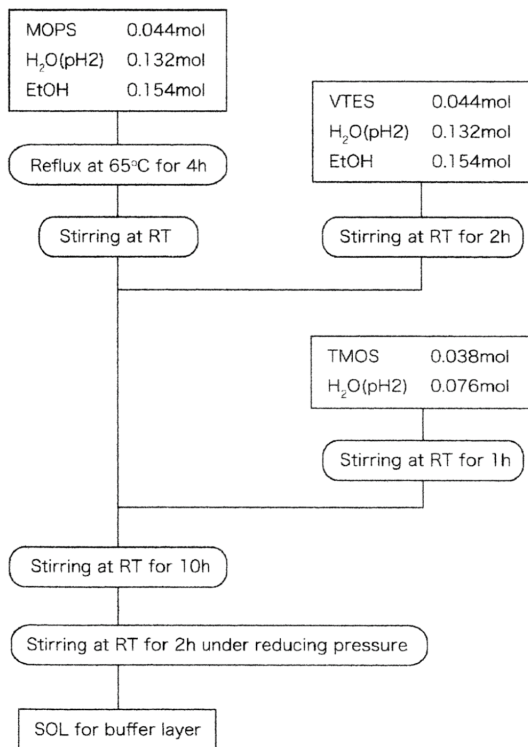 MOPS 0.044mol
H₂O(pH2) 0.132mol
EtOH 0.154mol
Reflux at 65°C for 4h
Stirring at RT
VTES 0.044mol
H₂O(pH2) 0.132mol
EtOH 0.154mol
Stirring at RT for 2h
TMOS 0.038mol
H₂O(pH2) 0.076mol
Stirring at RT for 1h
Stirring at RT for 10h
Stirring at RT for 2h under reducing pressure
SOL for buffer layer